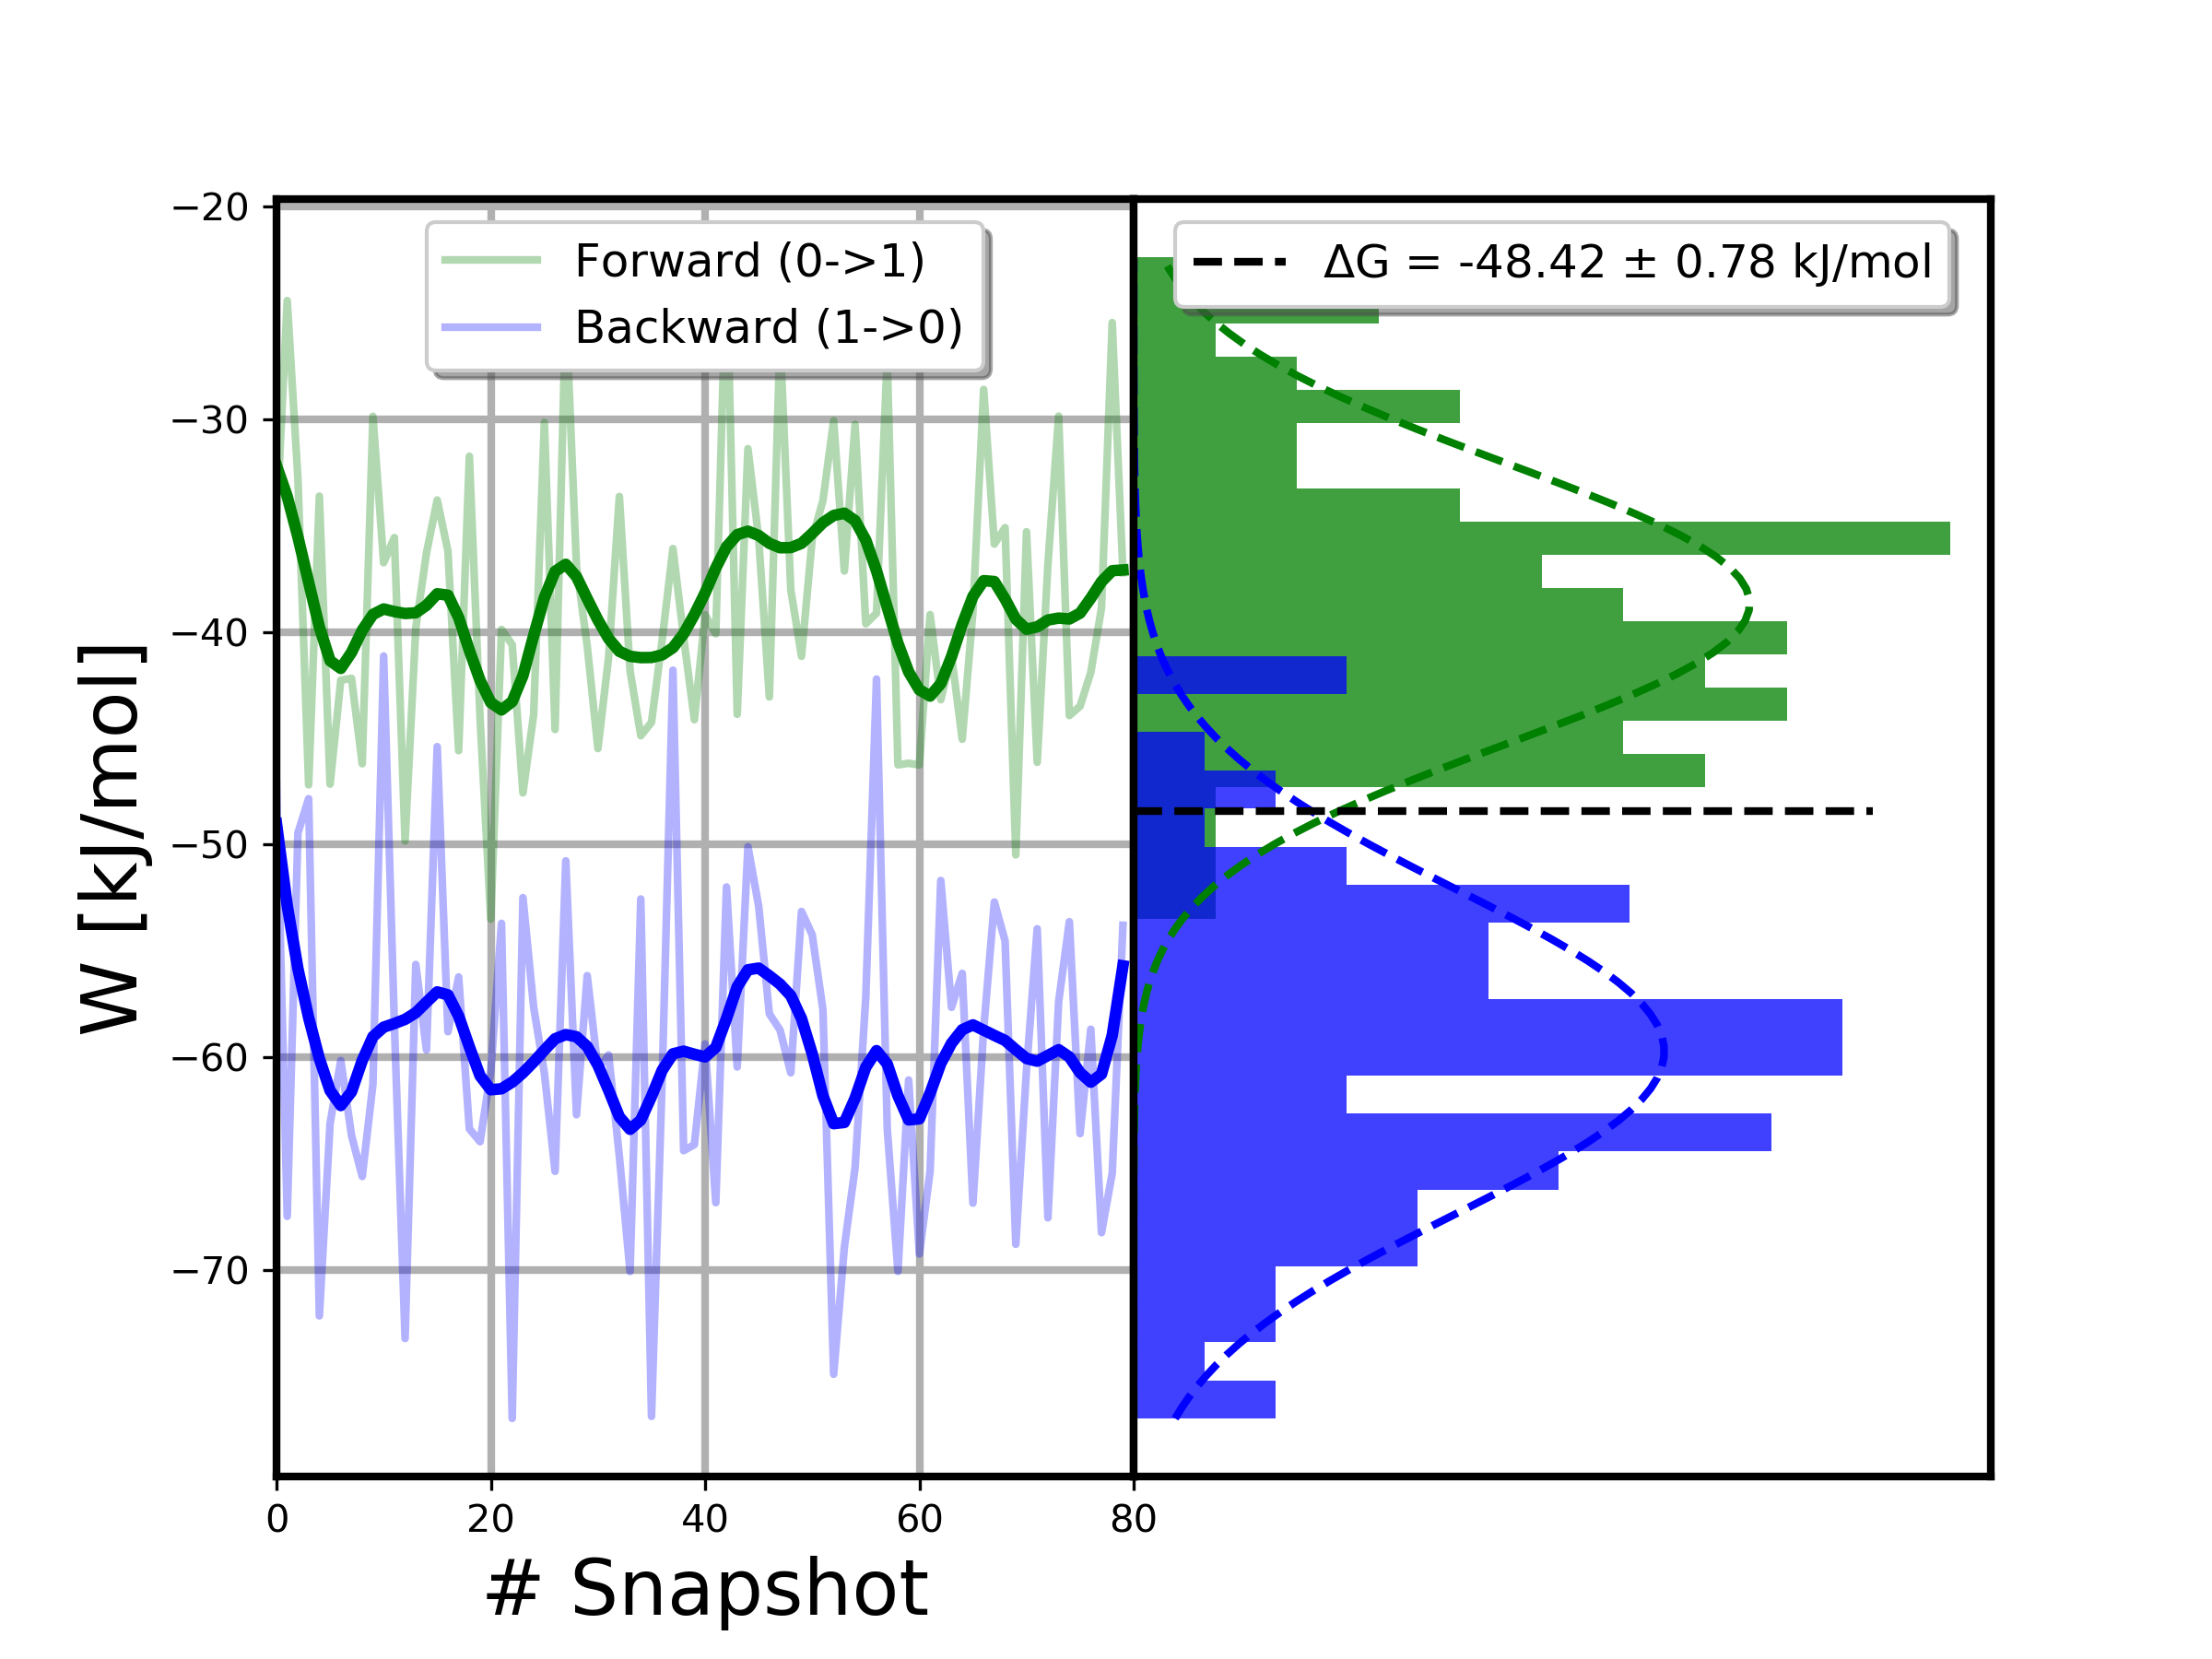 Forward (0->1)
Backward (1->0)
ΔG = -48.42 ± 0.78 kJ/mol
W [kJ/mol]
−20
−30
−40
−50
−60
−70
0 20 40 60 80
# Snapshot